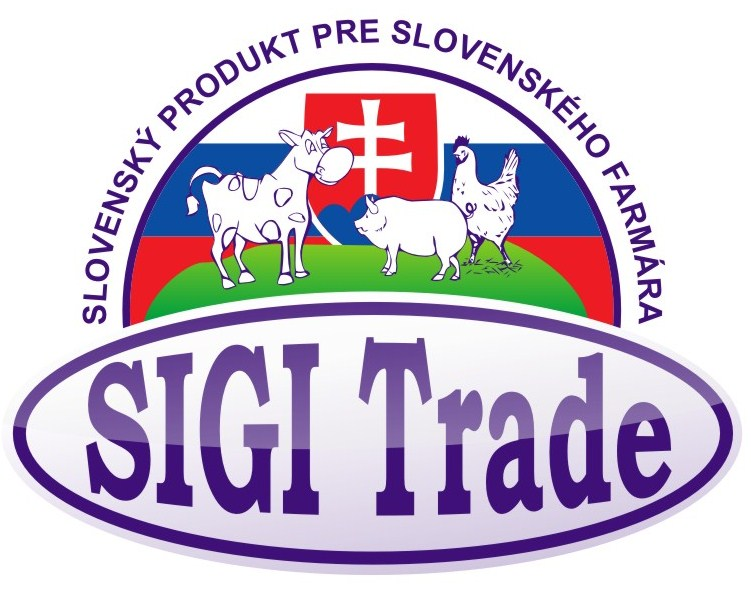 SLOVENSKÝ PRODUKT PRE SLOVENSKÉHO FARMÁRA
SIGI Trade